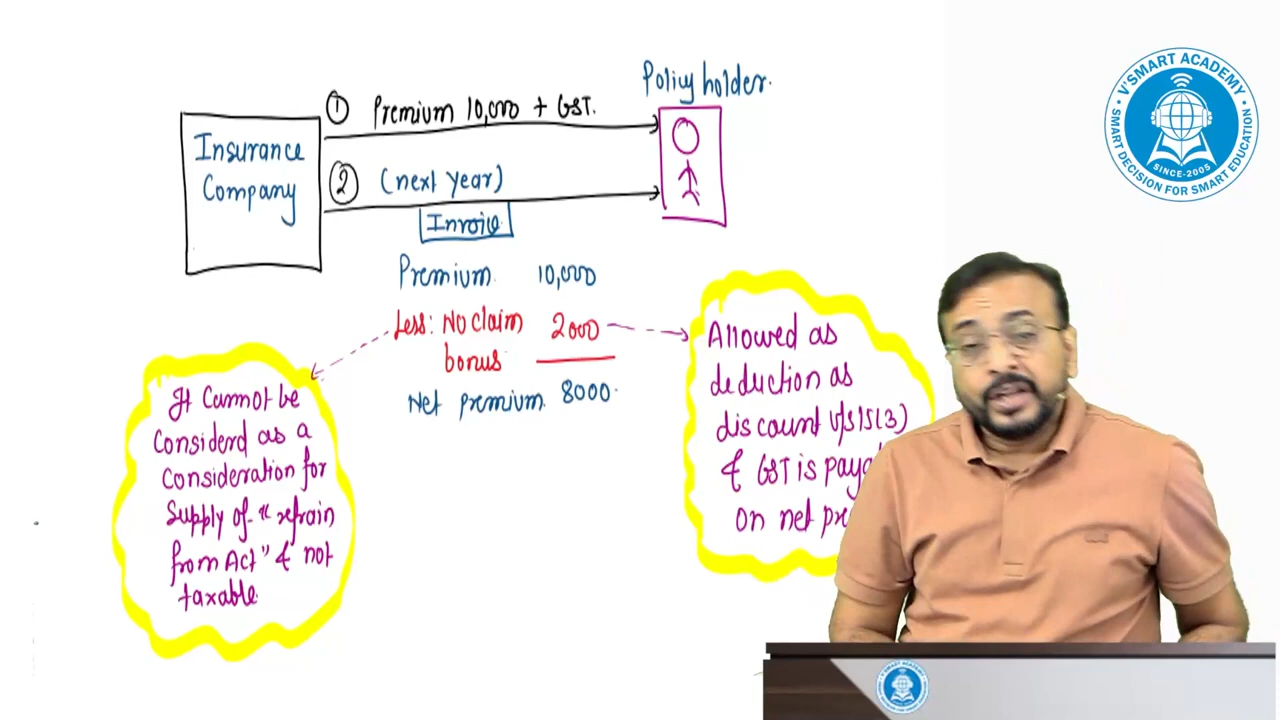 Policy holder.
① Premium 10,000 + GST.
Insurance
Company
② (next year)
Invoice
Premium 10,000
Less: No claim 2000
bonus
Net premium 8000.
It Cannot be
Considerd as a
Consideration for
Supply of "refrain
from Act" & not
taxable
Allowed as
deduction as
discount u/s 15(3)
& GST is
on net
V'SMART ACADEMY
SINCE-2005
SMART DECISION FOR SMART EDUCATION